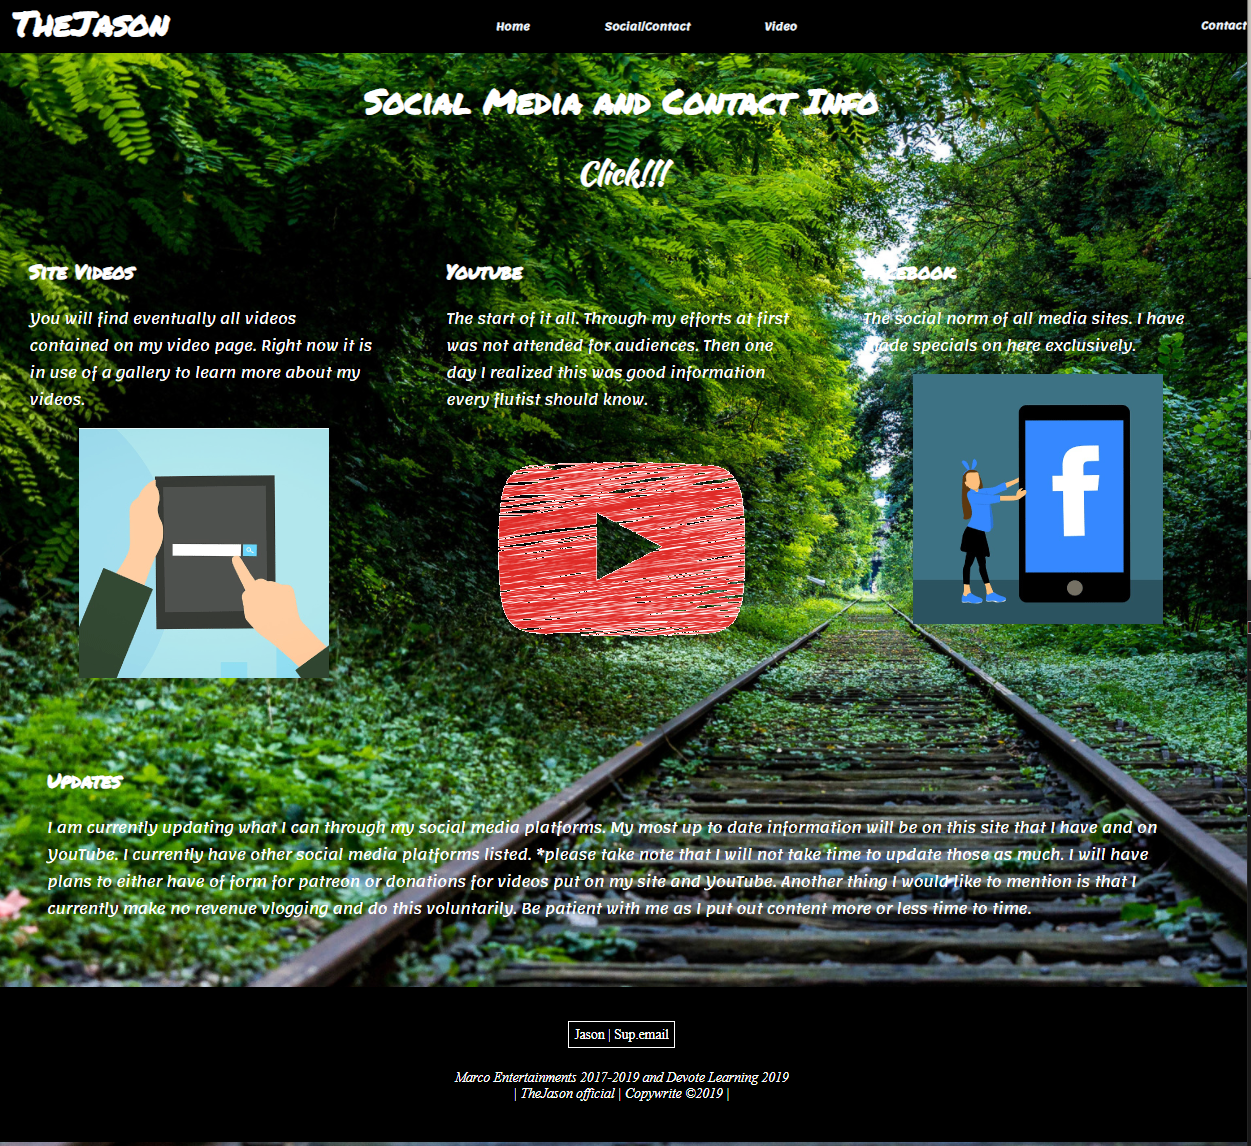 TheJason
Home Social/Contact Video Contact
Social Media and Contact Info
Click!!!
Site Videos
You will find eventually all videos
contained on my video page. Right now it is
in use of a gallery to learn more about my
videos.
Youtube
The start of it all. Through my efforts at first
was not attended for audiences. Then one
day I realized this was good information
every flutist should know.
Facebook
The social norm of all media sites. I have
made specials on here exclusively.
f
Updates
I am currently updating what I can through my social media platforms. My most up to date information will be on this site that I have and on
YouTube. I currently have other social media platforms listed. *please take note that I will not take time to update those as much. I will have
plans to either have of form for patreon or donations for videos put on my site and YouTube. Another thing I would like to mention is that I
currently make no revenue vlogging and do this voluntarily. Be patient with me as I put out content more or less time to time.
Jason | Sup.email
Marco Entertainments 2017-2019 and Devote Learning 2019
| TheJason official | Copywrite ©2019 |